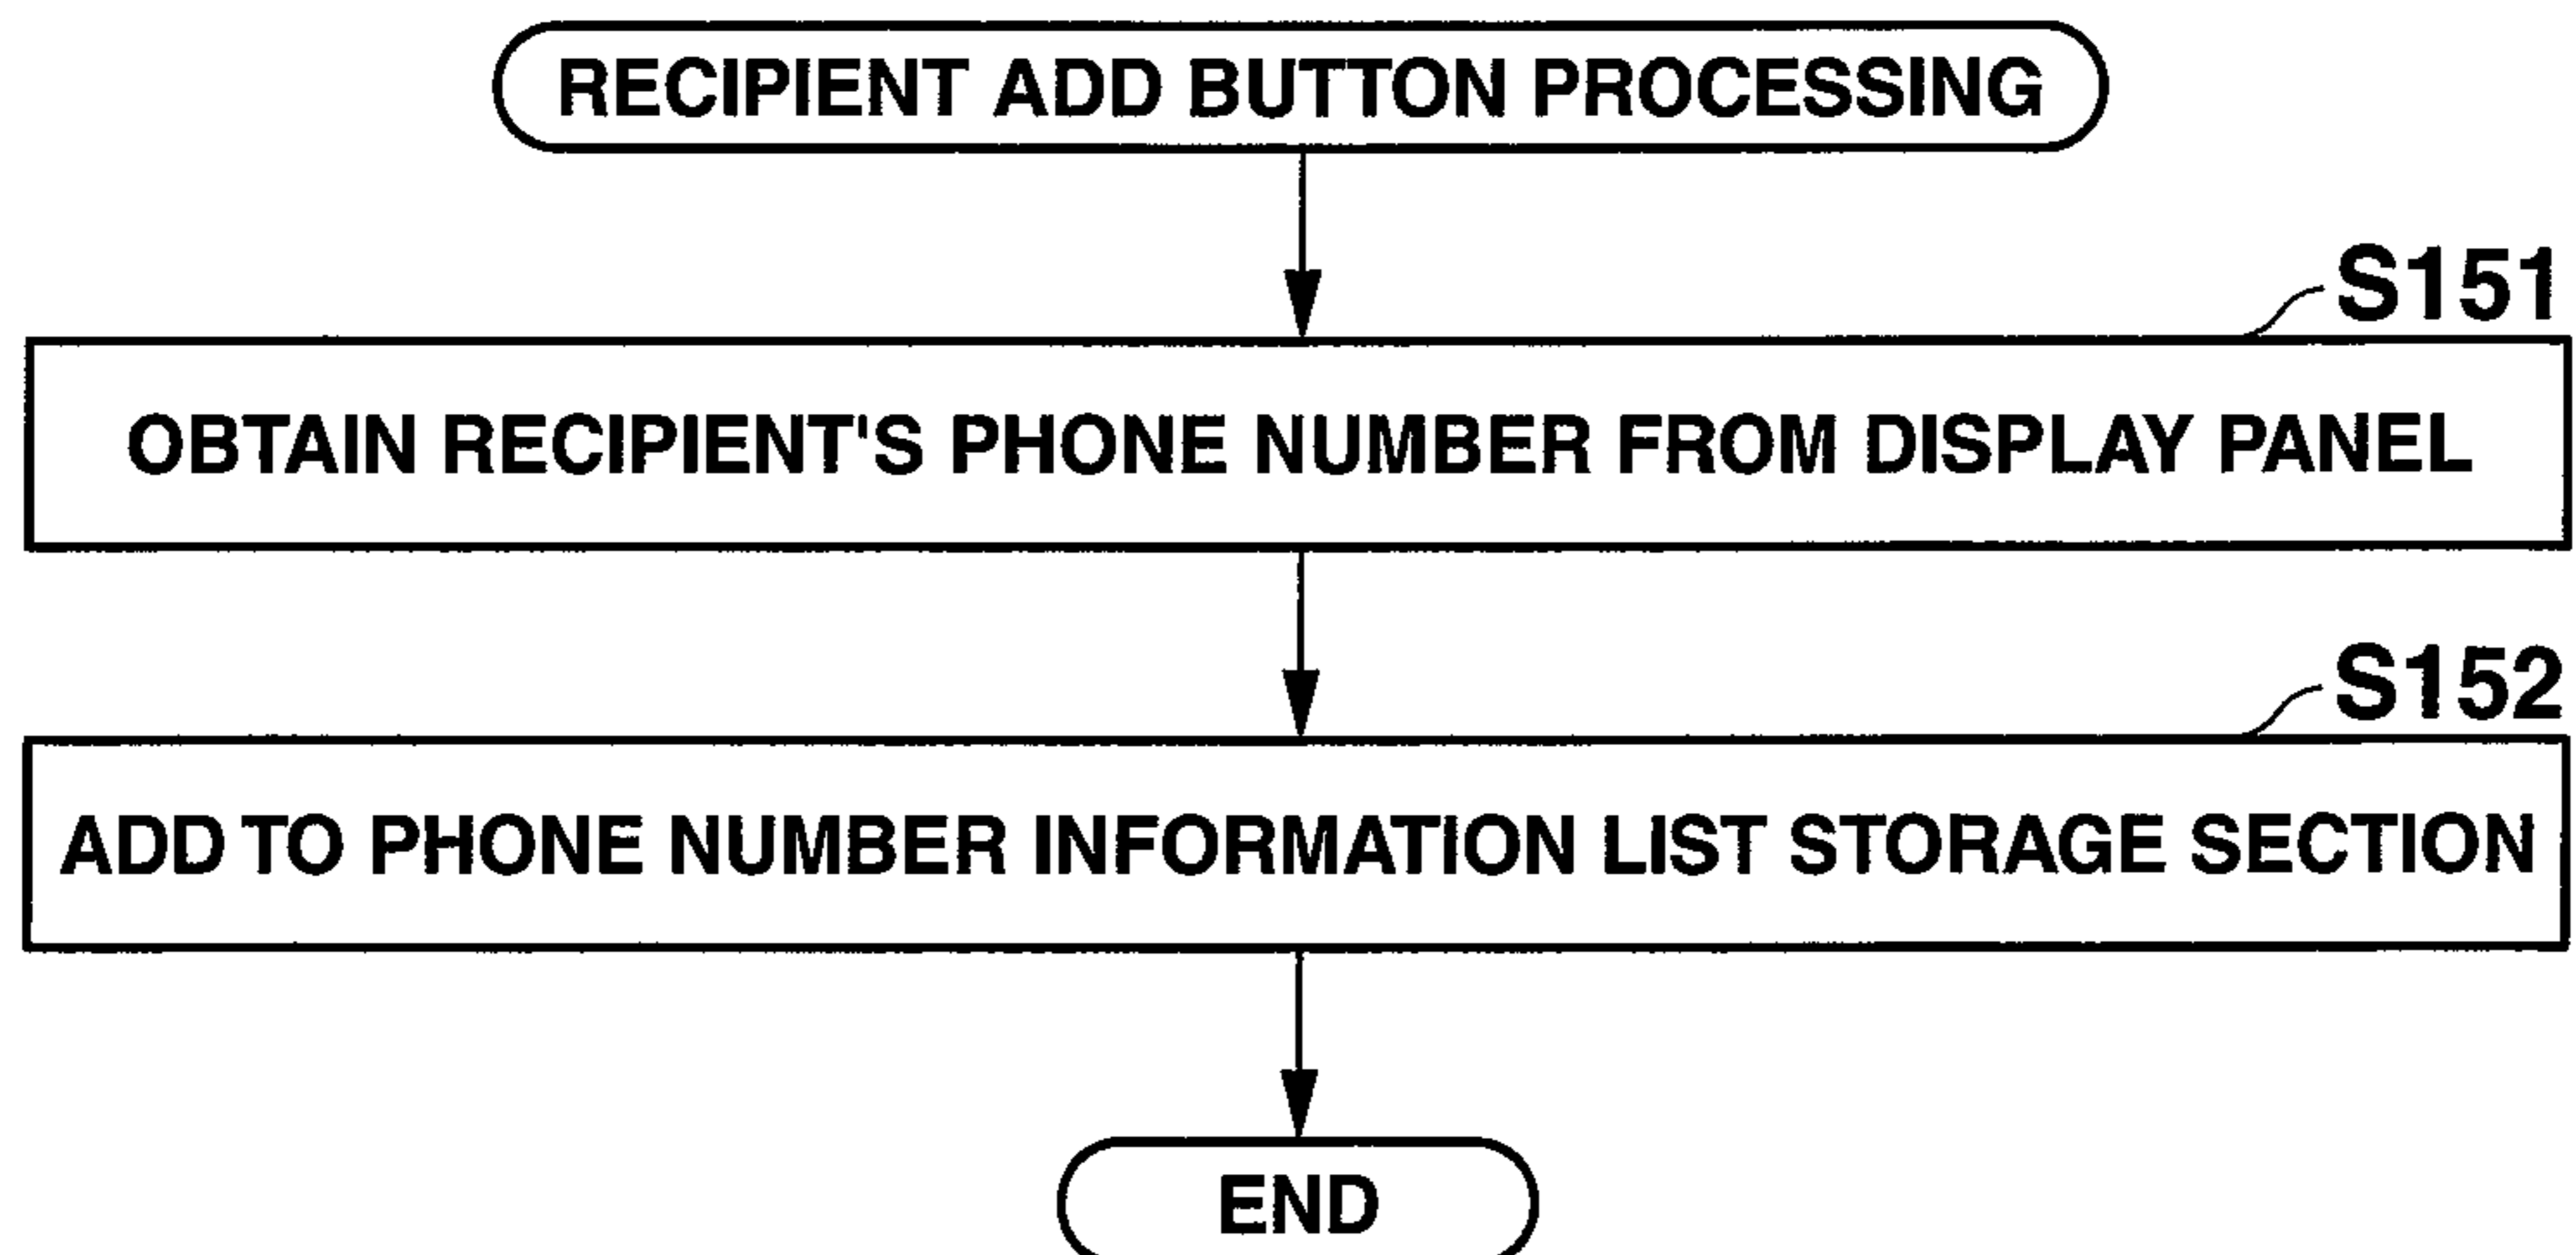 RECIPIENT ADD BUTTON PROCESSING
S151
OBTAIN RECIPIENT'S PHONE NUMBER FROM DISPLAY PANEL
S152
ADD TO PHONE NUMBER INFORMATION LIST STORAGE SECTION
END